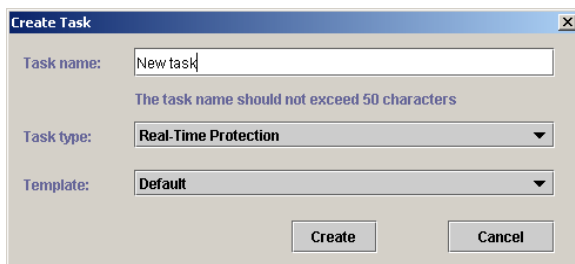 Create Task
Task name: New task
The task name should not exceed 50 characters
Task type: Real-Time Protection
Template: Default
Create Cancel